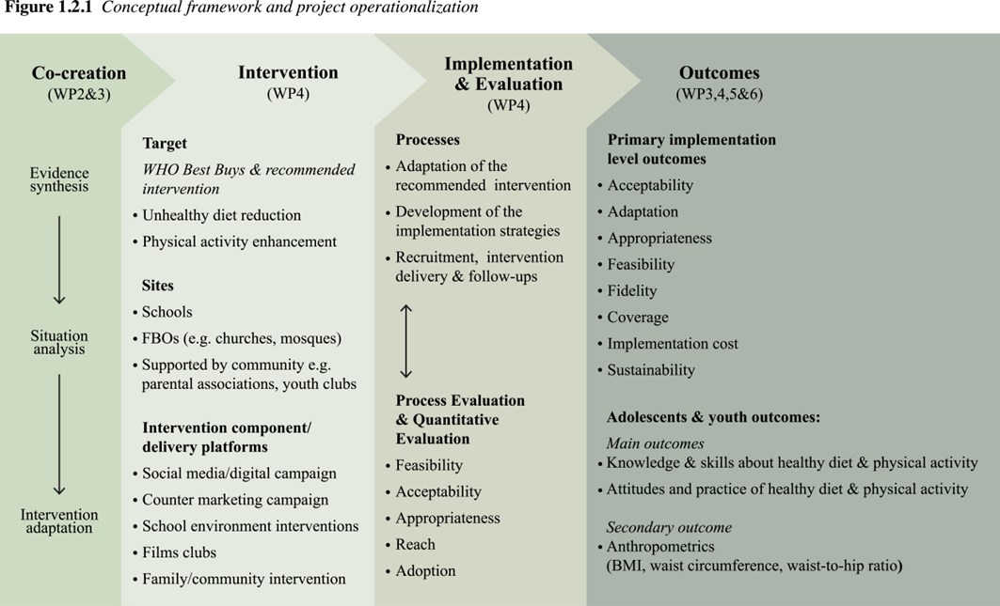 Figure 1.2.1 Conceptual framework and project operationalization
Co-creation
(WP2&3)
Evidence
synthesis
Situation
analysis
Intervention
adaptation
Intervention
(WP4)
Target
WHO Best Buys & recommended
intervention
• Unhealthy diet reduction
• Physical activity enhancement
Sites
• Schools
• FBOs (e.g. churches, mosques)
• Supported by community e.g.
parental associations, youth clubs
Intervention component/
delivery platforms
• Social media/digital campaign
• Counter marketing campaign
• School environment interventions
• Films clubs
• Family/community intervention
Implementation
& Evaluation
(WP4)
Processes
• Adaptation of the
recommended intervention
• Development of the
implementation strategies
• Recruitment, intervention
delivery & follow-ups
Process Evaluation
& Quantitative
Evaluation
• Feasibility
• Acceptability
• Appropriateness
• Reach
• Adoption
Outcomes
(WP3,4,5&6)
Primary implementation
level outcomes
• Acceptability
• Adaptation
• Appropriateness
• Feasibility
• Fidelity
• Coverage
• Implementation cost
• Sustainability
Adolescents & youth outcomes:
Main outcomes
• Knowledge & skills about healthy diet & physical activity
• Attitudes and practice of healthy diet & physical activity
Secondary outcome
• Anthropometrics
(BMI, waist circumference, waist-to-hip ratio)